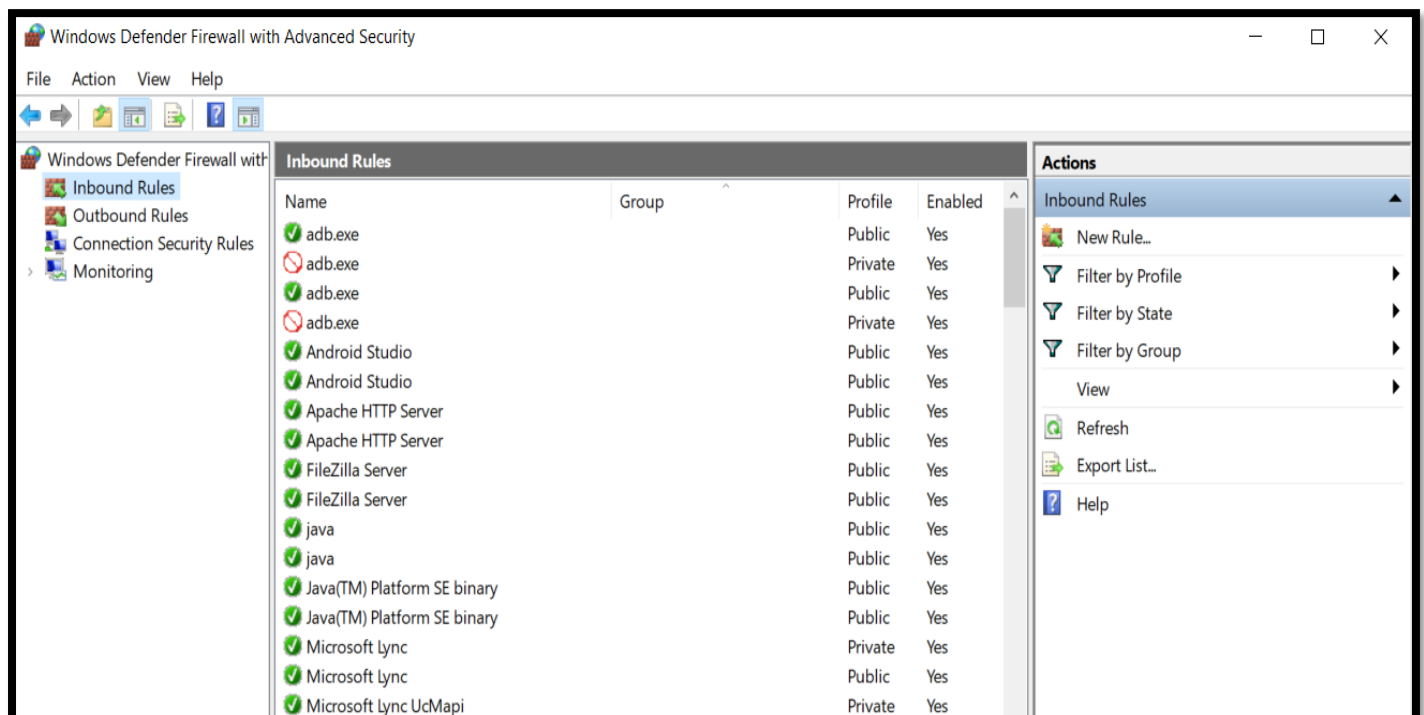 Windows Defender Firewall with Advanced Security
File Action View Help
Windows Defender Firewall with
Inbound Rules
Outbound Rules
Connection Security Rules
Monitoring
Inbound Rules
Name Group Profile Enabled
adb.exe Public Yes
adb.exe Private Yes
adb.exe Public Yes
adb.exe Private Yes
Android Studio Public Yes
Android Studio Public Yes
Apache HTTP Server Public Yes
Apache HTTP Server Public Yes
FileZilla Server Public Yes
FileZilla Server Public Yes
java Public Yes
java Public Yes
Java(TM) Platform SE binary Public Yes
Java(TM) Platform SE binary Public Yes
Microsoft Lync Private Yes
Microsoft Lync Public Yes
Microsoft Lync UcMapi Private Yes
Actions
Inbound Rules
New Rule...
Filter by Profile
Filter by State
Filter by Group
View
Refresh
Export List...
Help